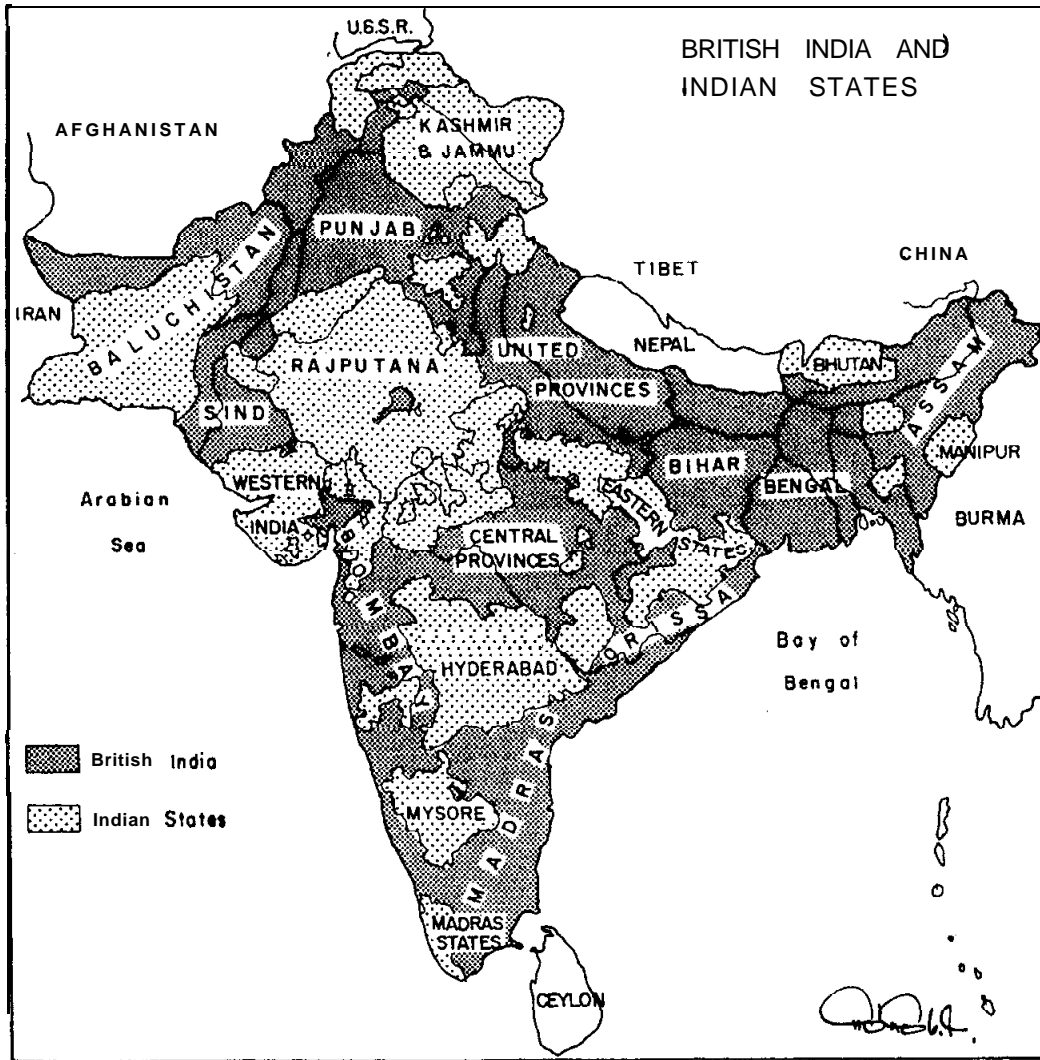 U.S.S.R.
BRITISH INDIA AND
INDIAN STATES
AFGHANISTAN
KASHMIR
& JAMMU
PUNJAB
TIBET
CHINA
IRAN
BALUCHISTAN
NEPAL
BHUTAN
ASSAM
RAJPUTANA
UNITED
PROVINCES
SIND
MANIPUR
BIHAR
BENGAL
WESTERN
INDIA
Arabian
Sea
EASTERN
STATES
BURMA
CENTRAL
PROVINCES
BOMBAY
ORSSA
HYDERABAD
Bay of
Bengal
MADRAS
British India
Indian States
MYSORE
MADRAS
STATES
CEYLON